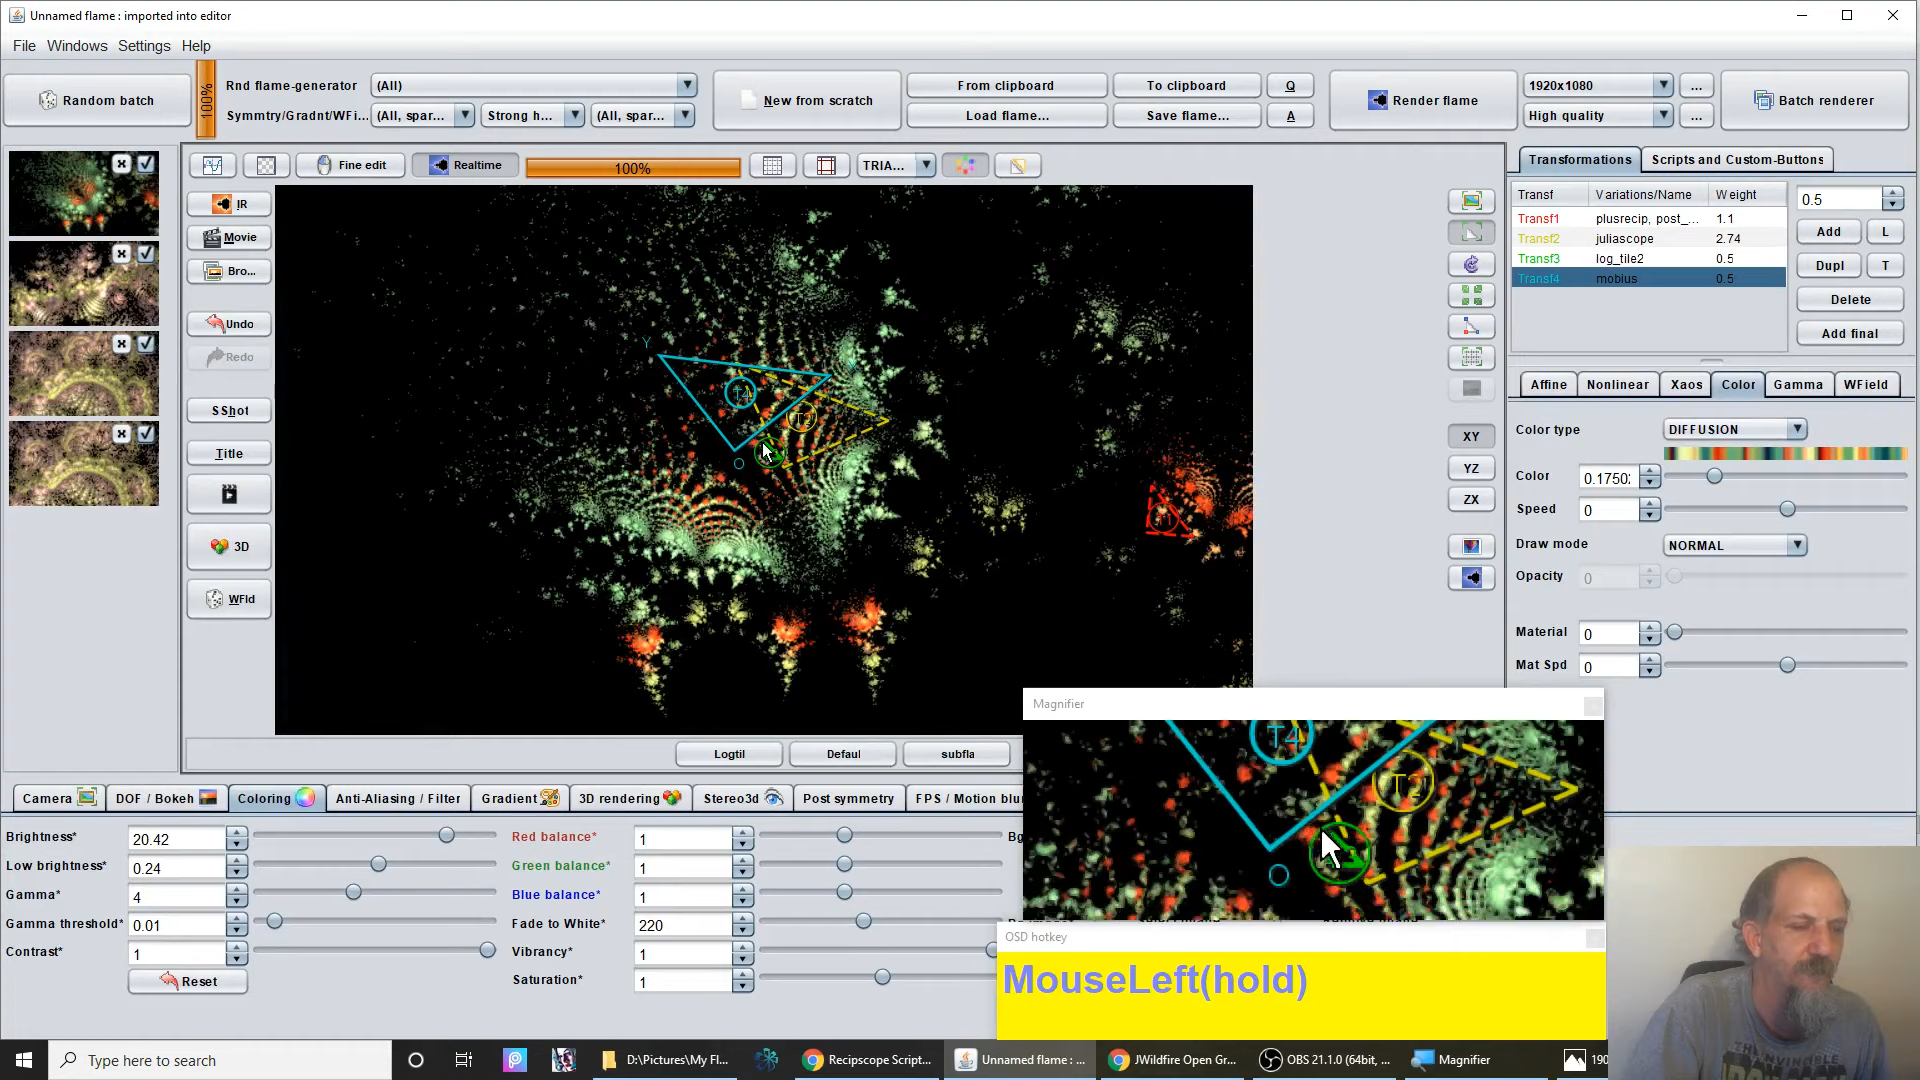 Unnamed flame : imported into editor
File Windows Settings Help
Random batch
100%
Rnd flame-generator (All)
Symmtry/Gradnt/WFi... (All, spar... Strong h... (All, spar...
New from scratch
From clipboard To clipboard Q
Load flame... Save flame... A
Render flame
1920x1080 ...
High quality ...
Batch renderer
Fine edit Realtime 100% TRIA...
IR
Movie
Bro...
Undo
Redo
SShot
Title
3D
WFld
Y
T4
T2
O
T1
XY
YZ
ZX
Transformations Scripts and Custom-Buttons
Transf Variations/Name Weight
Transf1 plusrecip, post_... 1.1
Transf2 juliascope 2.74
Transf3 log_tile2 0.5
Transf4 mobius 0.5
0.5
Add L
Dupl T
Delete
Add final
Affine Nonlinear Xaos Color Gamma WField
Color type DIFFUSION
Color 0.1750
Speed 0
Draw mode NORMAL
Opacity 0
Material 0
Mat Spd 0
Logtil Defaul subfla
Magnifier
T4
T2
O
Camera DOF / Bokeh Coloring Anti-Aliasing / Filter Gradient 3D rendering Stereo3d Post symmetry FPS / Motion blu
Brightness* 20.42 Red balance* 1
Low brightness* 0.24 Green balance* 1
Gamma* 4 Blue balance* 1
Gamma threshold* 0.01 Fade to White* 220
Contrast* 1 Vibrancy* 1
Reset Saturation* 1
OSD hotkey
MouseLeft(hold)
Type here to search
D:\Pictures\My Fl... Recipscope Script... Unnamed flame : ... JWildfire Open Gr... OBS 21.1.0 (64bit, ... Magnifier 190